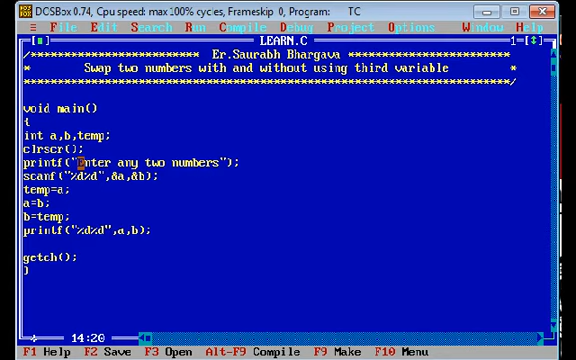 DOSBox 0.74, Cpu speed: max 100% cycles, Frameskip 0, Program: TC
≡ File Edit Search Run Compile Debug Project Options Window Help
[■] LEARN.C 1=[↕]
/******************************** Er.Saurabh Bhargava *****************************
* Swap two numbers with and without using third variable *
*********************************************************************************/
void main()
{
int a,b,temp;
clrscr();
printf("Enter any two numbers");
scanf("%d%d",&a,&b);
temp=a;
a=b;
b=temp;
printf("%d%d",a,b);
getch();
}
14:20
F1 Help F2 Save F3 Open Alt-F9 Compile F9 Make F10 Menu